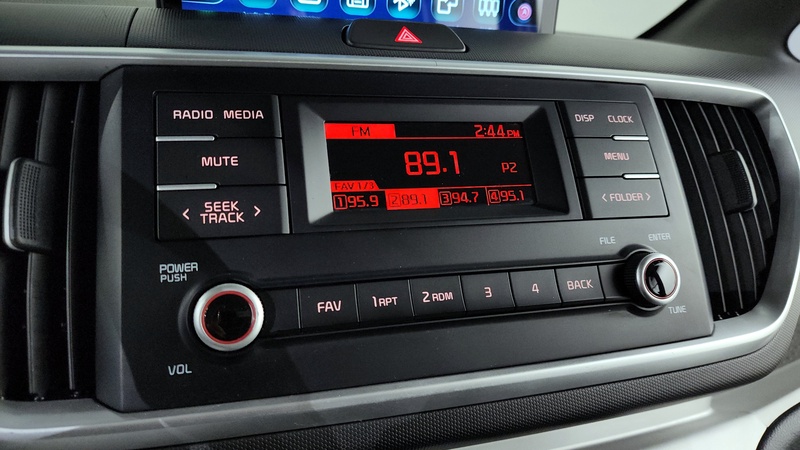 FM 2:44 PM
89.1 P2
FAV 1/3
1 95.9 2 89.1 3 94.7 4 95.1
RADIO MEDIA
MUTE
< SEEK >
TRACK
DISP CLOCK
MENU
< FOLDER >
POWER
PUSH
VOL
FAV 1 RPT 2 RDM 3 4 BACK
FILE ENTER
TUNE